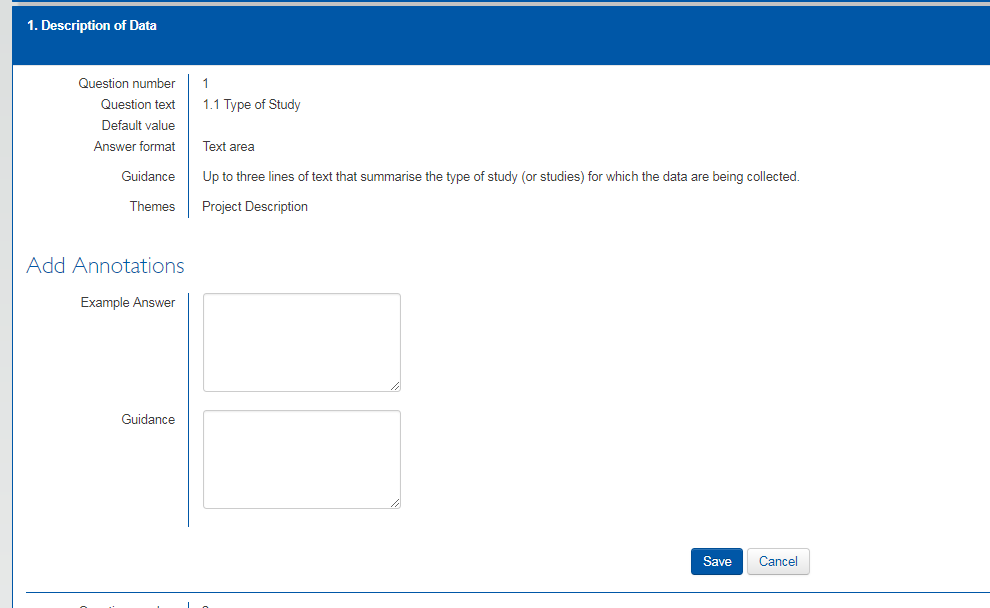 1. Description of Data
Question number 1
Question text 1.1 Type of Study
Default value
Answer format Text area
Guidance Up to three lines of text that summarise the type of study (or studies) for which the data are being collected.
Themes Project Description
Add Annotations
Example Answer
Guidance
Save Cancel